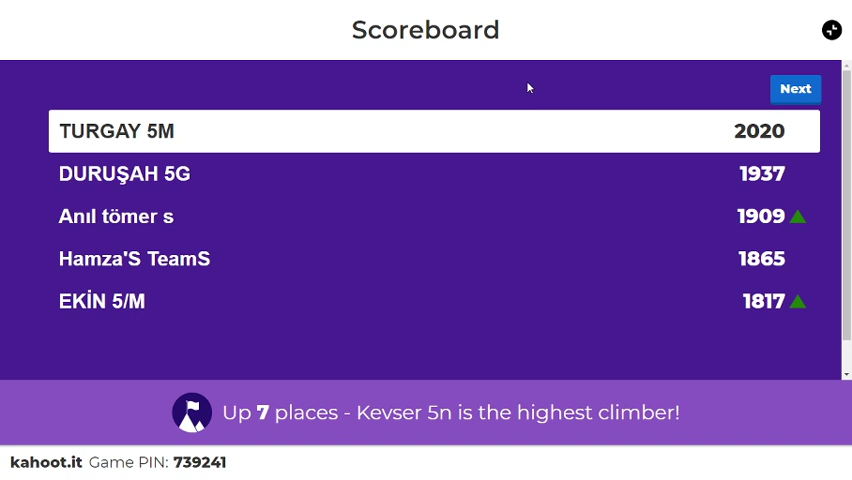 Scoreboard
Next
TURGAY 5M 2020
DURUŞAH 5G 1937
Anıl tömer s 1909
Hamza'S TeamS 1865
EKİN 5/M 1817
Up 7 places - Kevser 5n is the highest climber!
kahoot.it Game PIN: 739241